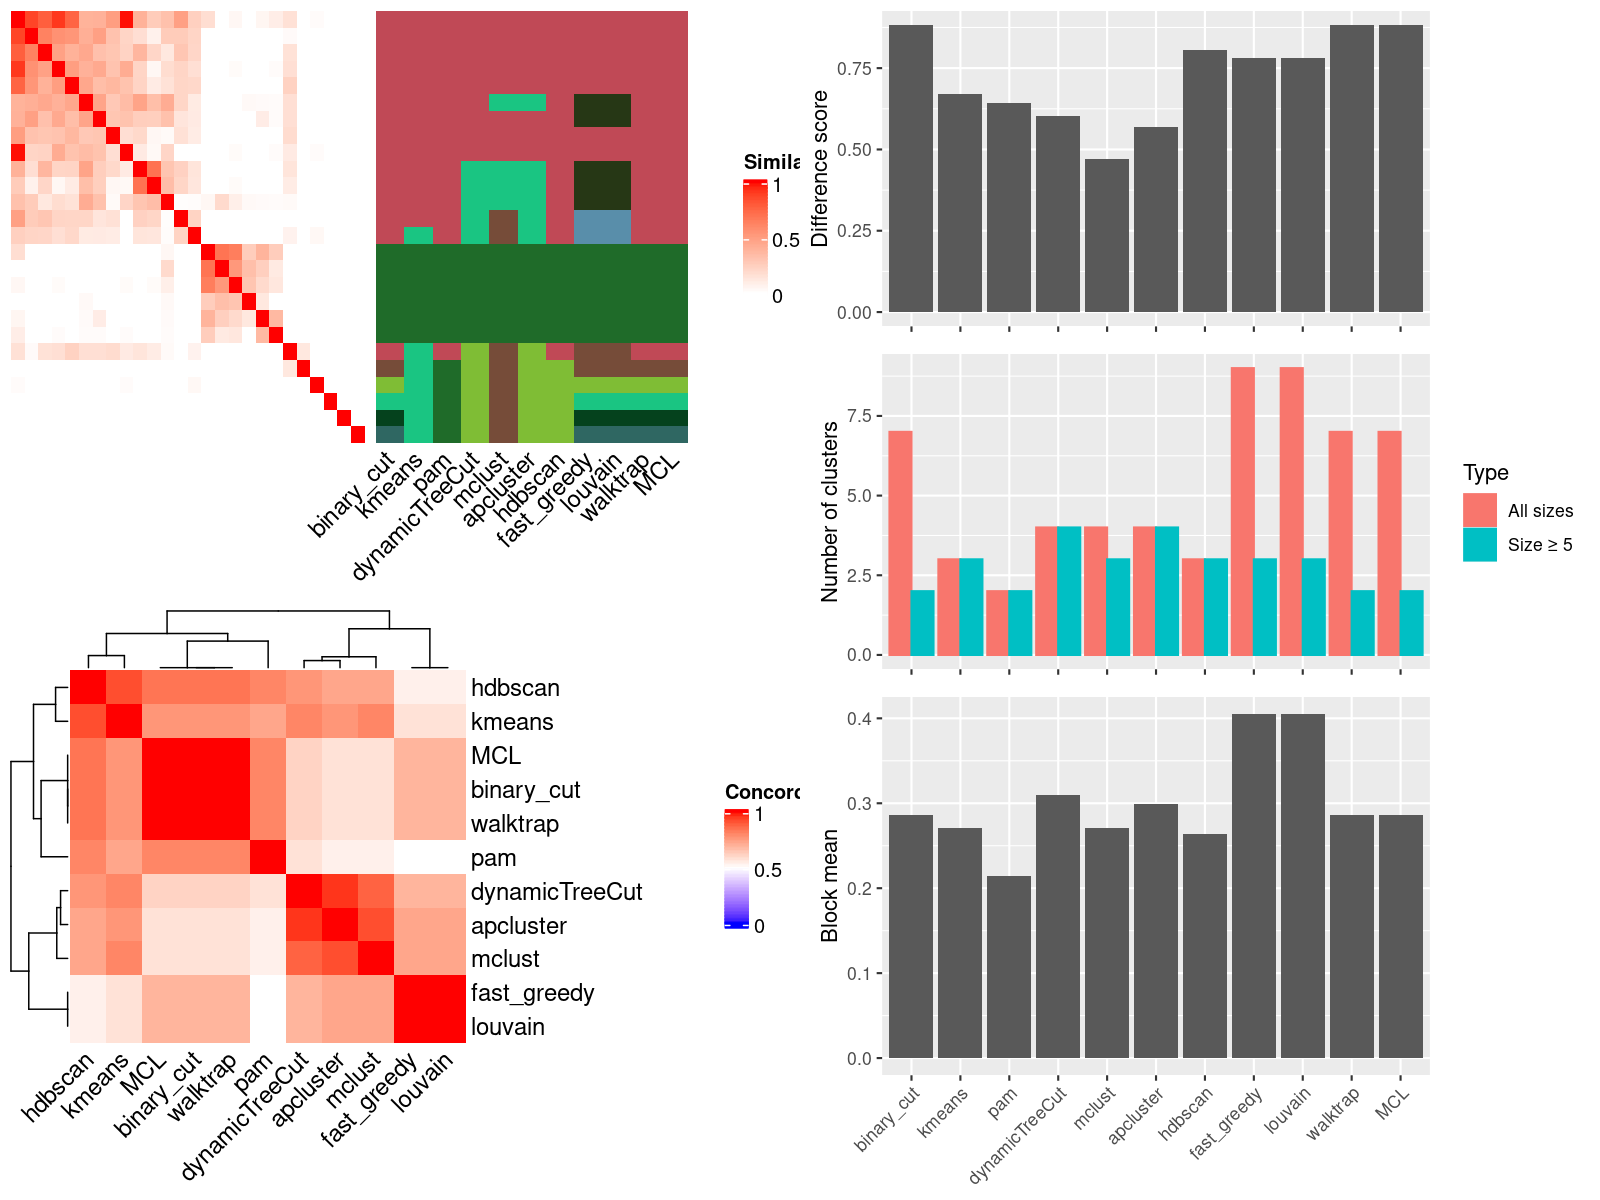 Simila
1
0.5
0
binary_cut
kmeans
pam
dynamicTreeCut
mclust
apcluster
hdbscan
fast_greedy
louvain
walktrap
MCL
hdbscan
kmeans
MCL
binary_cut
walktrap
pam
dynamicTreeCut
apcluster
mclust
fast_greedy
louvain
hdbscan
kmeans
MCL
binary_cut
walktrap
pam
dynamicTreeCut
apcluster
mclust
fast_greedy
louvain
Concord
1
0.5
0
Difference score
0.75
0.50
0.25
0.00
Number of clusters
7.5
5.0
2.5
0.0
Type
All sizes
Size ≥ 5
Block mean
0.4
0.3
0.2
0.1
0.0
binary_cut
kmeans
pam
dynamicTreeCut
mclust
apcluster
hdbscan
fast_greedy
louvain
walktrap
MCL